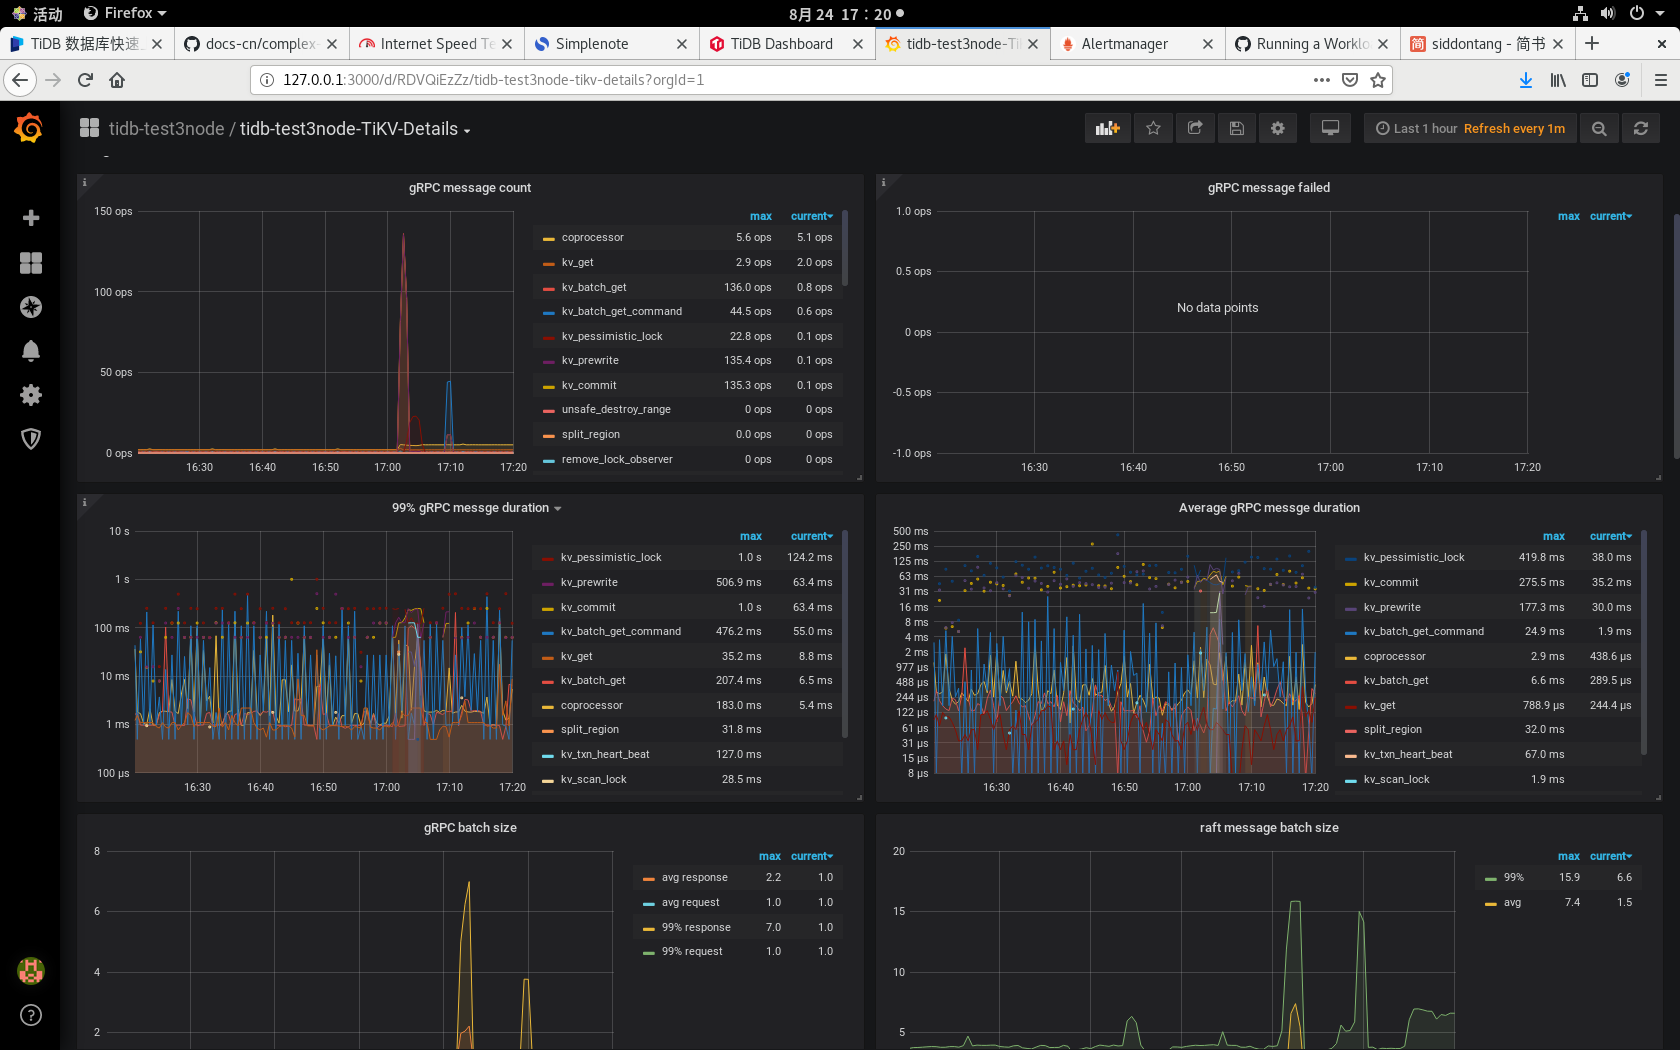 活动 Firefox 8月 24 17：20
TiDB 数据库快速 docs-cn/complex- Internet Speed Te Simplenote TiDB Dashboard tidb-test3node-Ti Alertmanager Running a Worklo siddontang - 简书
127.0.0.1:3000/d/RDVQiEzZz/tidb-test3node-tikv-details?orgId=1
tidb-test3node / tidb-test3node-TiKV-Details
Last 1 hour Refresh every 1m
gRPC message count
max current
150 ops
100 ops
50 ops
0 ops
16:30 16:40 16:50 17:00 17:10 17:20
coprocessor 5.6 ops 5.1 ops
kv_get 2.9 ops 2.0 ops
kv_batch_get 136.0 ops 0.8 ops
kv_batch_get_command 44.5 ops 0.6 ops
kv_pessimistic_lock 22.8 ops 0.1 ops
kv_prewrite 135.4 ops 0.1 ops
kv_commit 135.3 ops 0.1 ops
unsafe_destroy_range 0 ops 0 ops
split_region 0.0 ops 0 ops
remove_lock_observer 0 ops 0 ops
gRPC message failed
max current
1.0 ops
0.5 ops
0 ops
-0.5 ops
-1.0 ops
No data points
16:30 16:40 16:50 17:00 17:10 17:20
99% gRPC messge duration
max current
10 s
1 s
100 ms
10 ms
1 ms
100 µs
16:30 16:40 16:50 17:00 17:10 17:20
kv_pessimistic_lock 1.0 s 124.2 ms
kv_prewrite 506.9 ms 63.4 ms
kv_commit 1.0 s 63.4 ms
kv_batch_get_command 476.2 ms 55.0 ms
kv_get 35.2 ms 8.8 ms
kv_batch_get 207.4 ms 6.5 ms
coprocessor 183.0 ms 5.4 ms
split_region 31.8 ms
kv_txn_heart_beat 127.0 ms
kv_scan_lock 28.5 ms
Average gRPC messge duration
max current
500 ms
250 ms
125 ms
63 ms
31 ms
16 ms
8 ms
4 ms
2 ms
977 µs
488 µs
244 µs
122 µs
61 µs
31 µs
15 µs
8 µs
16:30 16:40 16:50 17:00 17:10 17:20
kv_pessimistic_lock 419.8 ms 38.0 ms
kv_commit 275.5 ms 35.2 ms
kv_prewrite 177.3 ms 30.0 ms
kv_batch_get_command 24.9 ms 1.9 ms
coprocessor 2.9 ms 438.6 µs
kv_batch_get 6.6 ms 289.5 µs
kv_get 788.9 µs 244.4 µs
split_region 32.0 ms
kv_txn_heart_beat 67.0 ms
kv_scan_lock 1.9 ms
gRPC batch size
max current
8
6
4
2
avg response 2.2 1.0
avg request 1.0 1.0
99% response 7.0 1.0
99% request 1.0 1.0
raft message batch size
max current
20
15
10
5
99% 15.9 6.6
avg 7.4 1.5